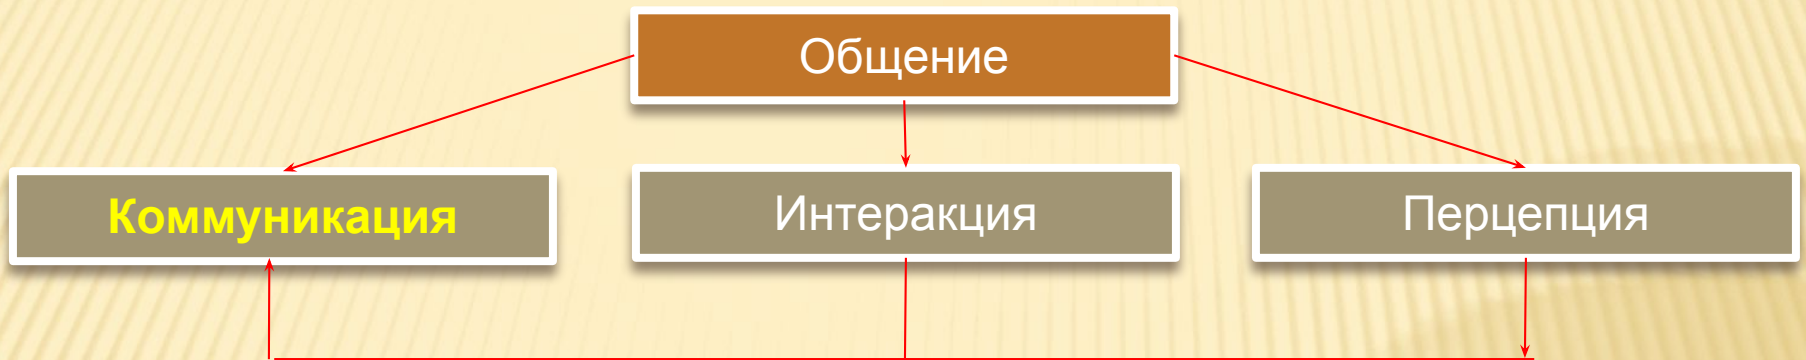 Общение
Коммуникация
Интеракция
Перцепция